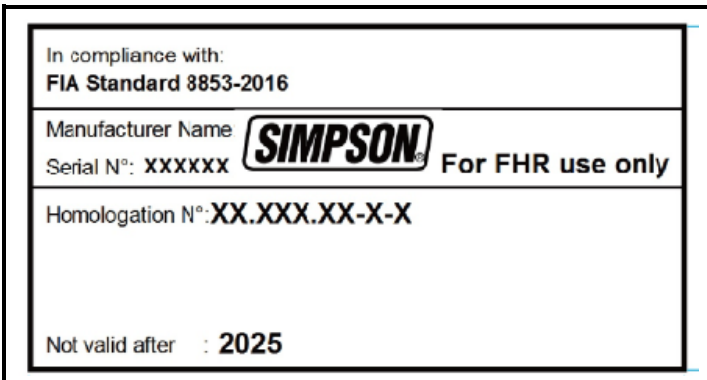 In compliance with:
FIA Standard 8853-2016
Manufacturer Name
SIMPSON®
Serial N°: XXXXXX
For FHR use only
Homologation N°:XX.XXX.XX-X-X
Not valid after : 2025